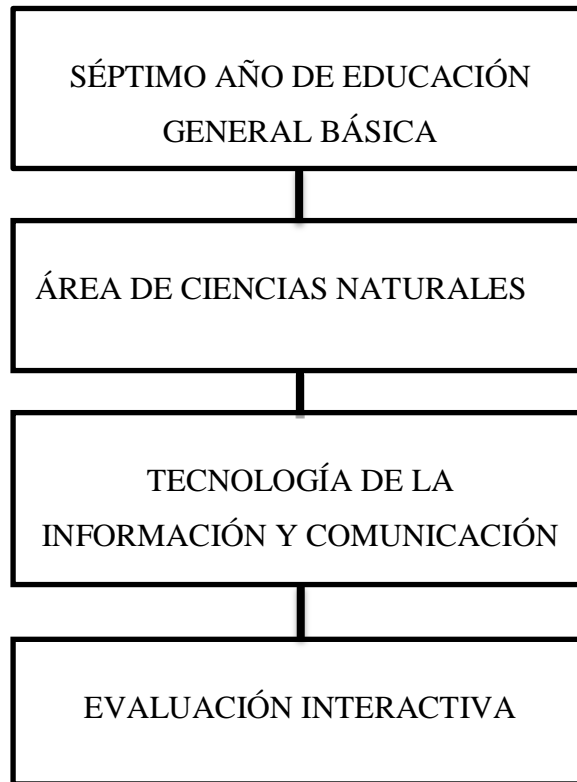 SÉPTIMO AÑO DE EDUCACIÓN
GENERAL BÁSICA
ÁREA DE CIENCIAS NATURALES
TECNOLOGÍA DE LA
INFORMACIÓN Y COMUNICACIÓN
EVALUACIÓN INTERACTIVA